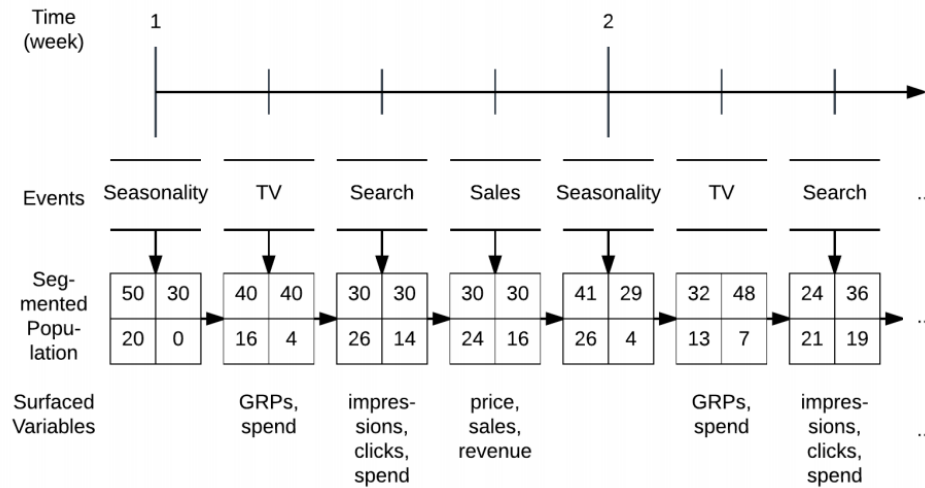 Time
(week)
1
2
Events
Seasonality
TV
Search
Sales
Seasonality
TV
Search
..
Seg-
mented
Popu-
lation
50 30
20 0
40 40
16 4
30 30
26 14
30 30
24 16
41 29
26 4
32 48
13 7
24 36
21 19
..
Surfaced
Variables
GRPs,
spend
impres-
sions,
clicks,
spend
price,
sales,
revenue
GRPs,
spend
impres-
sions,
clicks,
spend
..